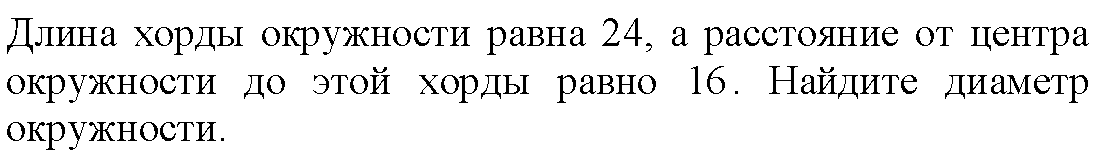 Длина хорды окружности равна 24, а расстояние от центра
окружности до этой хорды равно 16. Найдите диаметр
окружности.